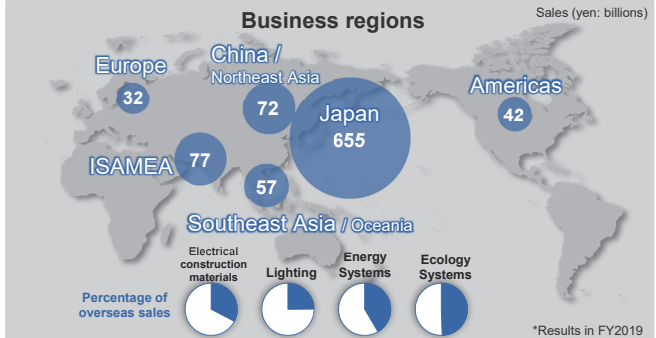 Business regions
Sales (yen: billions)
Europe
32
China /
Northeast Asia
72
Japan
655
Americas
42
ISAMEA
77
57
Southeast Asia / Oceania
Percentage of
overseas sales
Electrical
construction
materials
Lighting
Energy
Systems
Ecology
Systems
*Results in FY2019